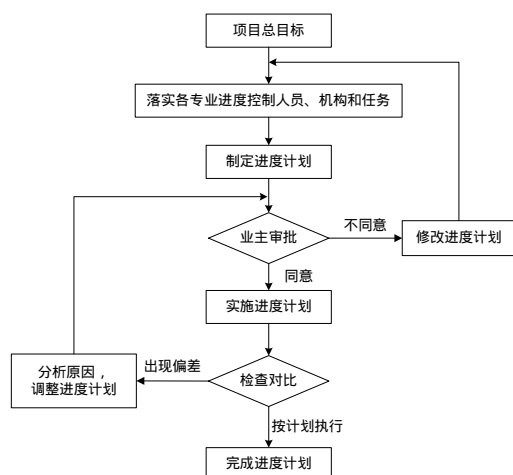 项目总目标
落实各专业进度控制人员、机构和任务
制定进度计划
业主审批
不同意
修改进度计划
同意
实施进度计划
分析原因，
调整进度计划
出现偏差
检查对比
按计划执行
完成进度计划